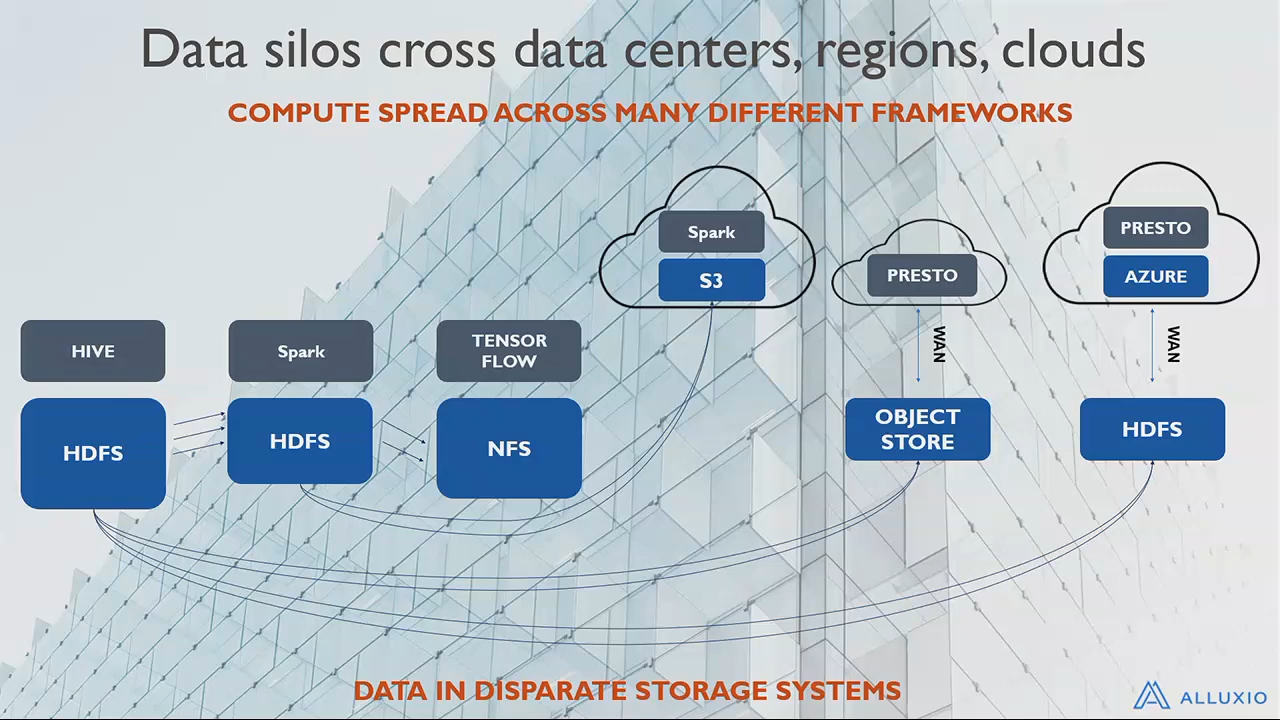 Data silos cross data centers, regions, clouds
COMPUTE SPREAD ACROSS MANY DIFFERENT FRAMEWORKS
Spark
S3
PRESTO
PRESTO
AZURE
WAN
WAN
HIVE
Spark
TENSOR
FLOW
HDFS
HDFS
NFS
OBJECT
STORE
HDFS
DATA IN DISPARATE STORAGE SYSTEMS
ALLUXIO